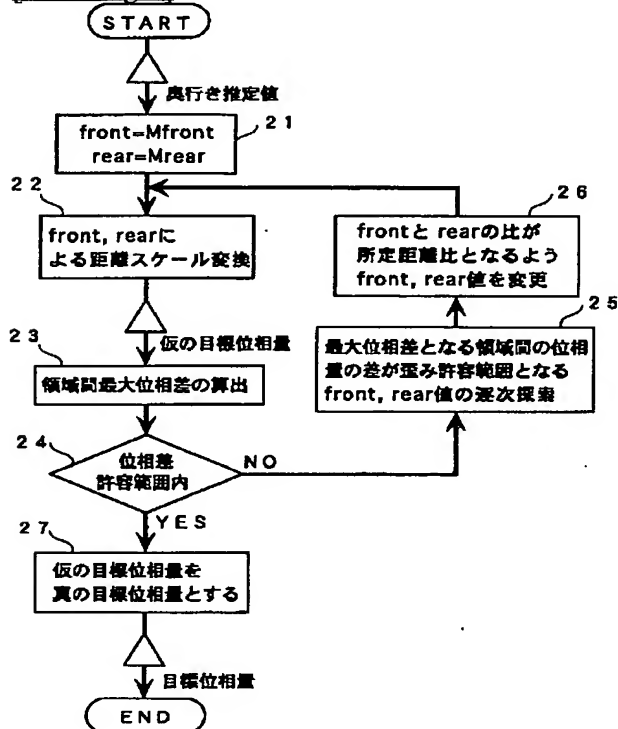 START
奥行き推定値
21
front=Mfront
rear=Mrear
22
front, rearに
よる距離スケール変換
仮の目標位相量
23
領域間最大位相差の算出
24
位相差
許容範囲内
NO
YES
25
最大位相差となる領域間の位相
量の差が歪み許容範囲となる
front, rear値の逐次探索
26
frontと rearの比が
所定距離比となるよう
front, rear値を変更
27
仮の目標位相量を
真の目標位相量とする
目標位相量
END